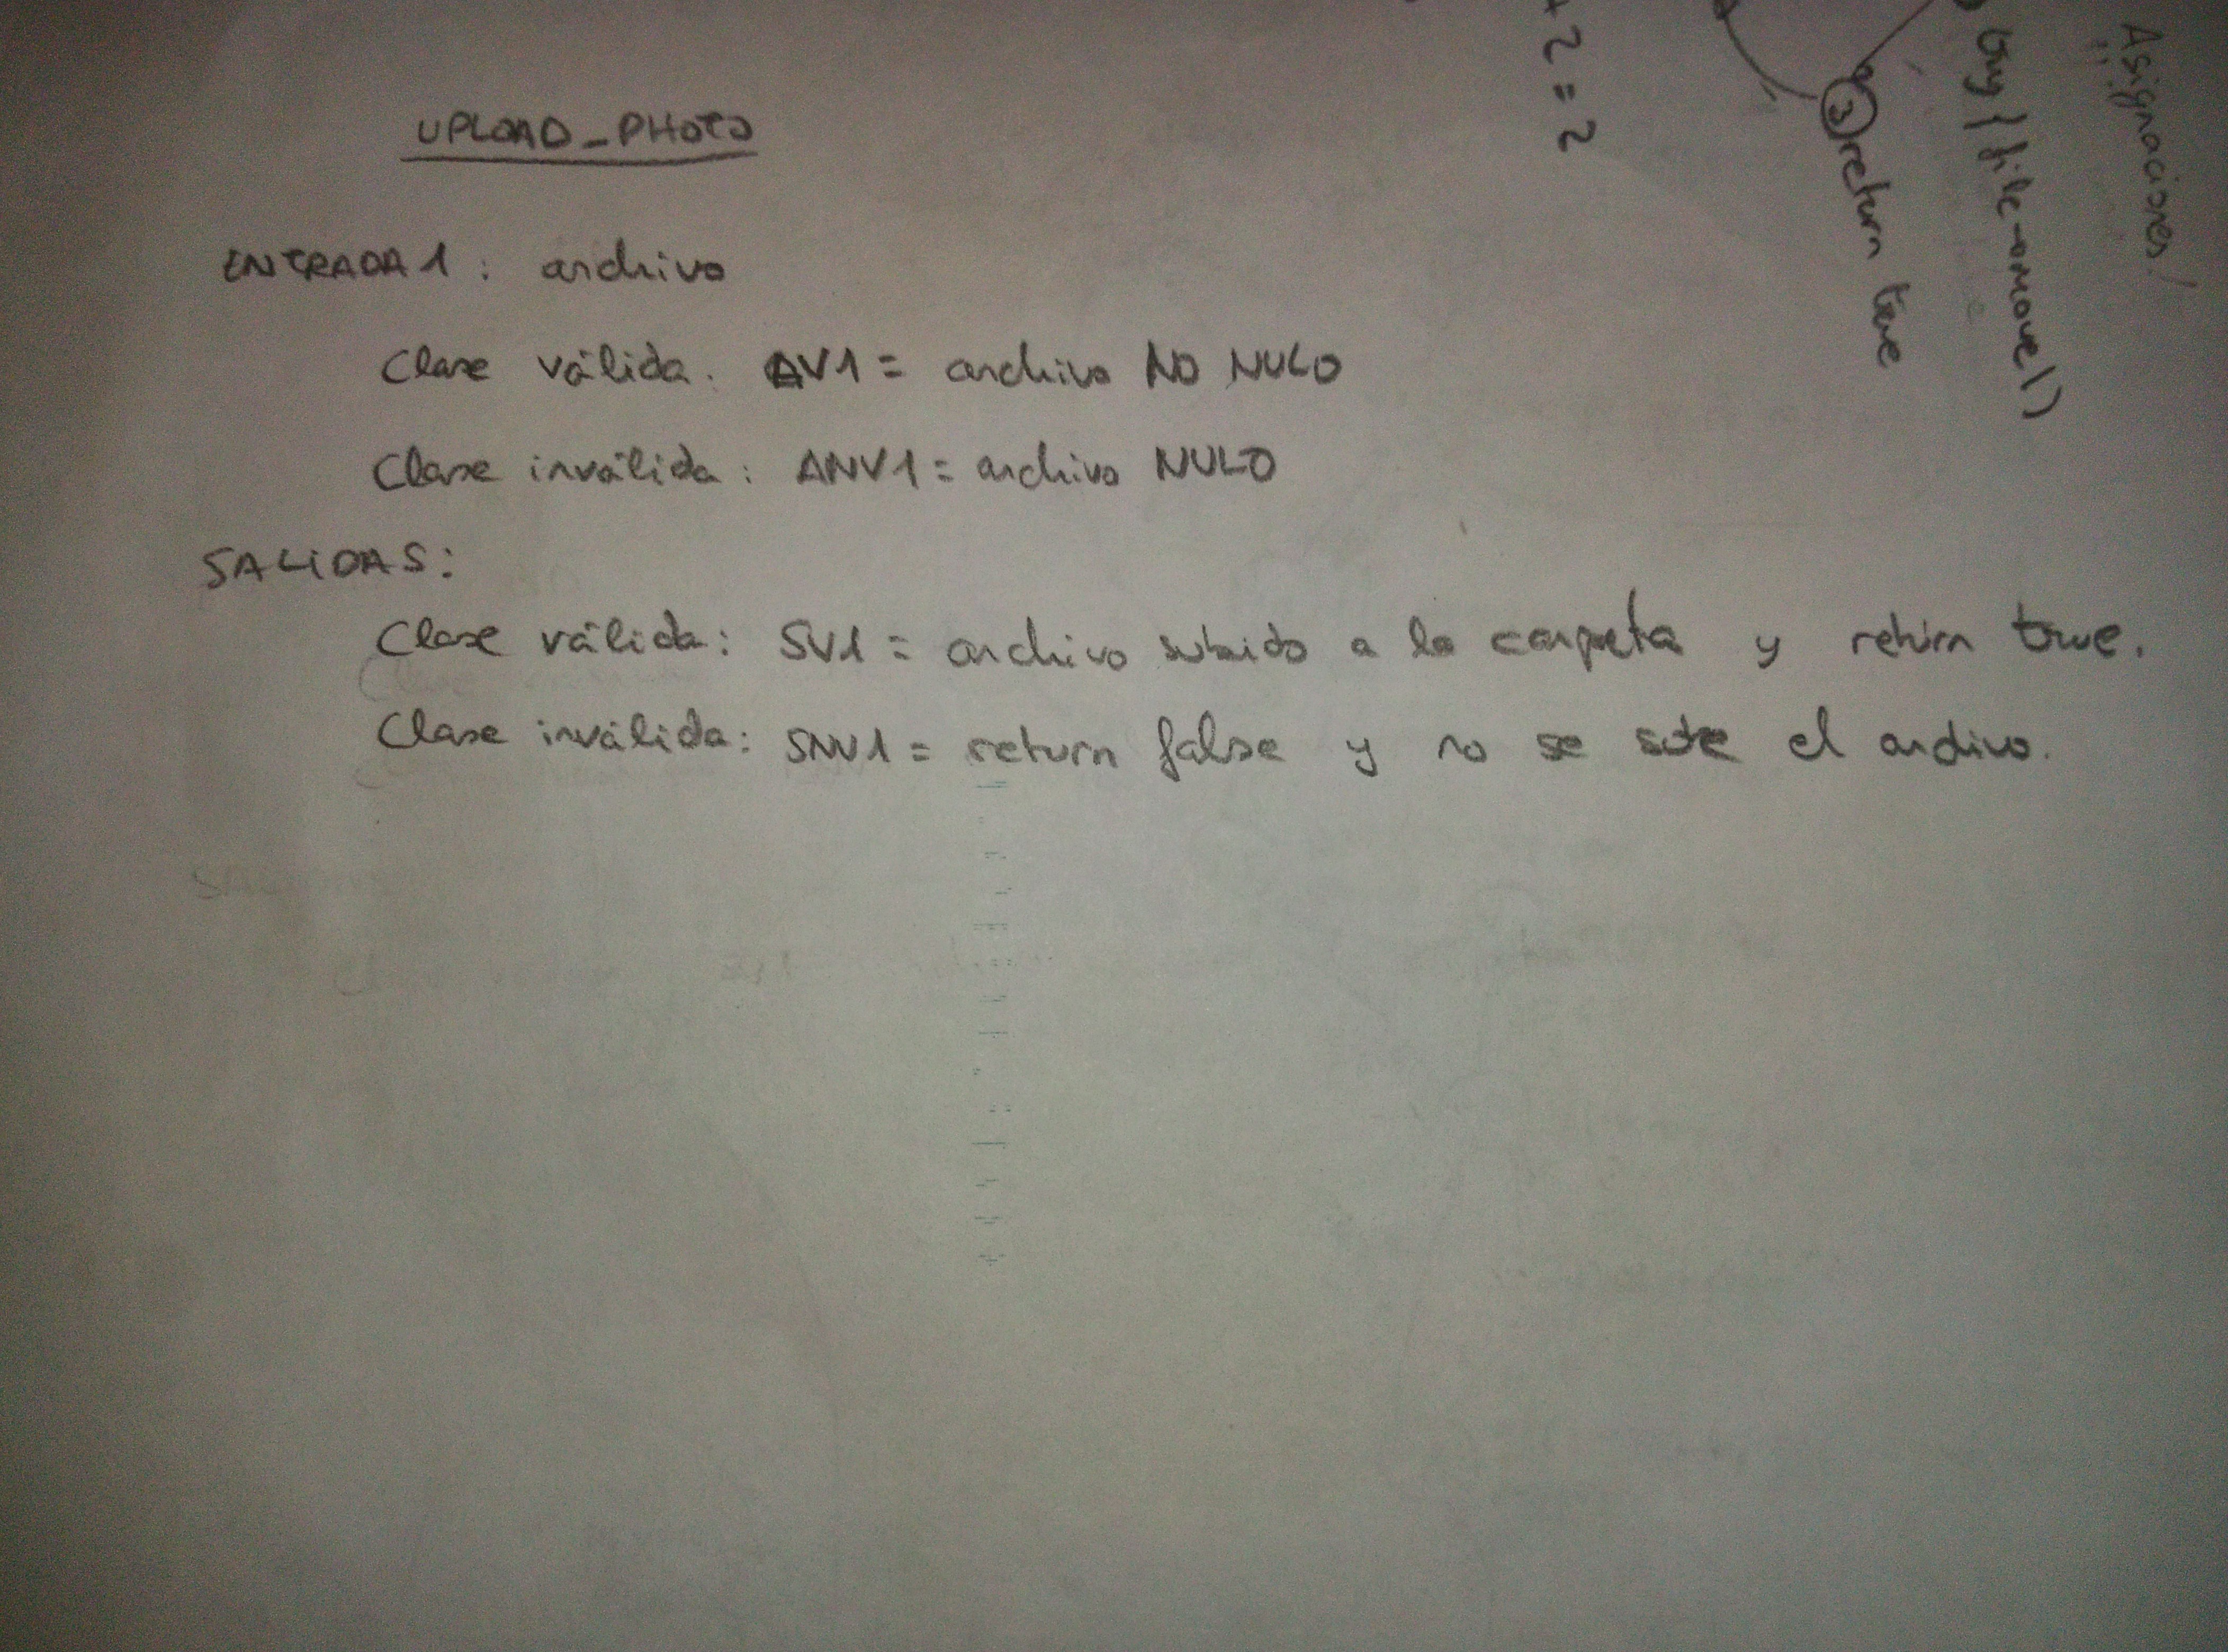 UPLOAD_PHOTO
ENTRADA 1 : archivo
Clase válida: AV1 = archivo NO NULO
Clase inválida : ANV1 = archivo NULO
SALIDAS:
Clase válida: SV1 = archivo subido a la carpeta y return true.
Clase inválida: SNV1 = return false y no se sube el archivo.
Asignaciones
try { file→move()
3 return true
+ 2 = 2